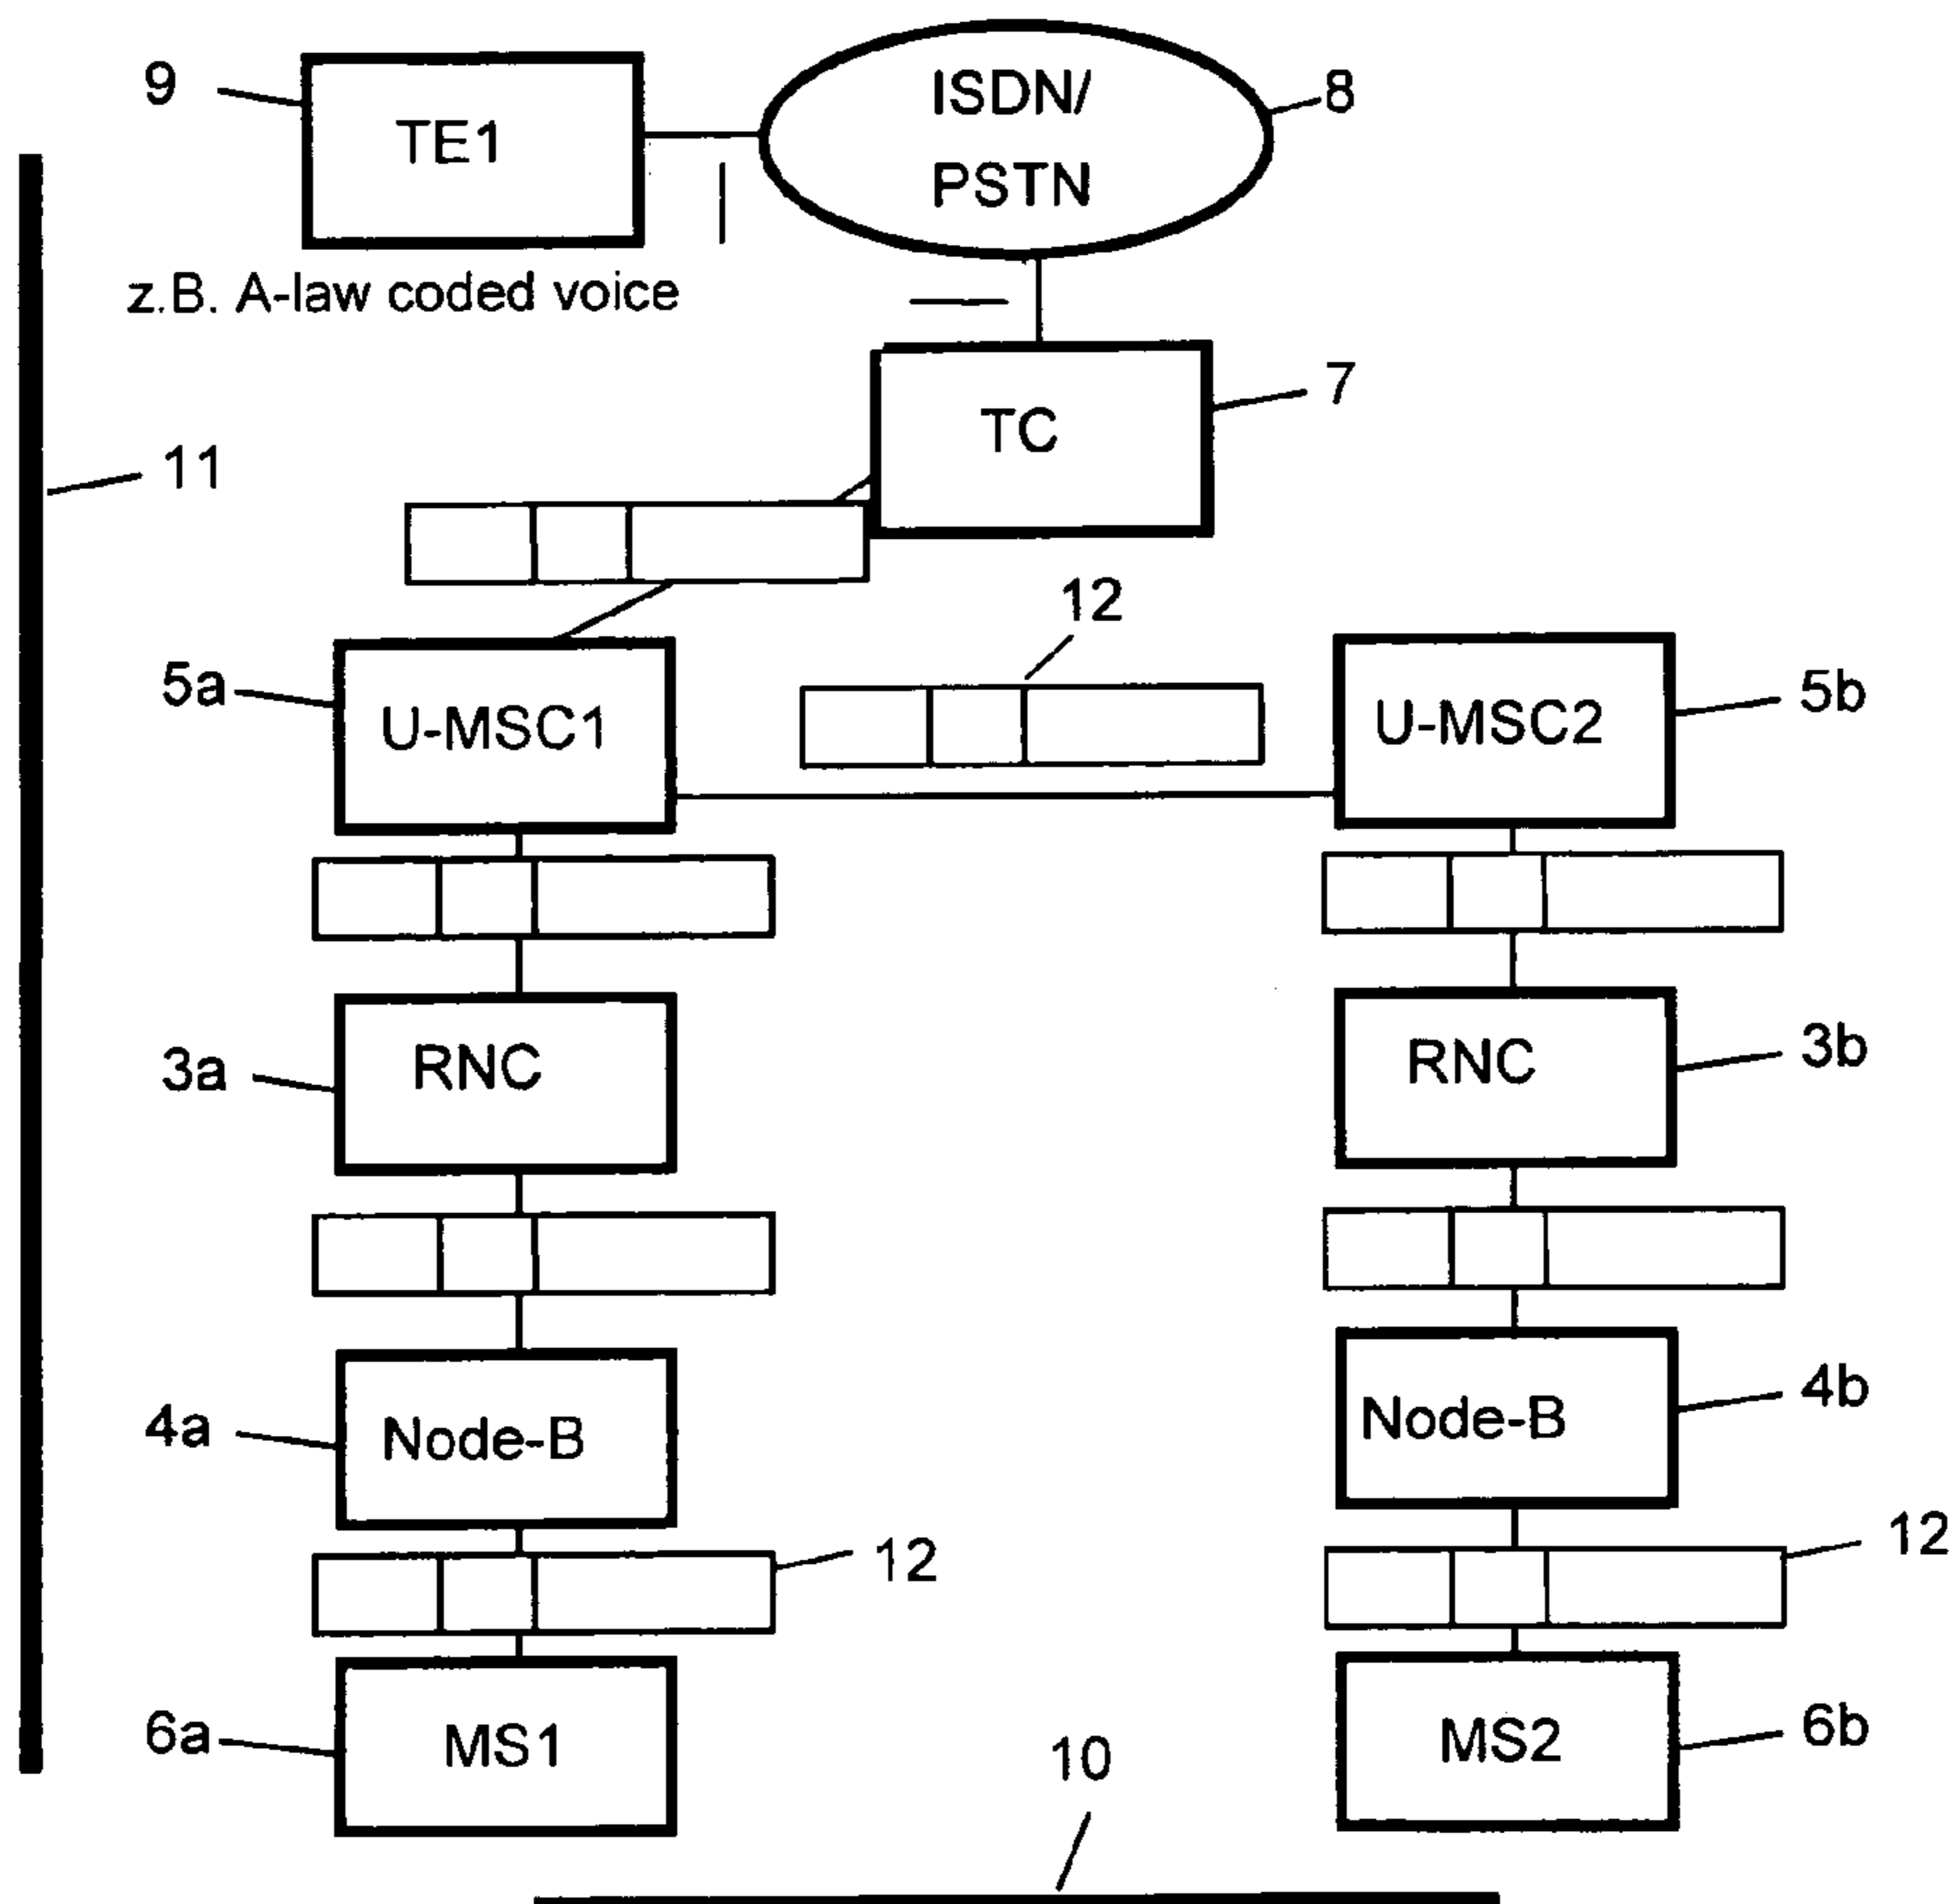 9
TE1
ISDN/
PSTN
8
z.B. A-law coded voice
TC
7
11
12
5a
U-MSC1
U-MSC2
5b
3a
RNC
RNC
3b
4a
Node-B
Node-B
4b
12
12
6a
MS1
MS2
6b
10